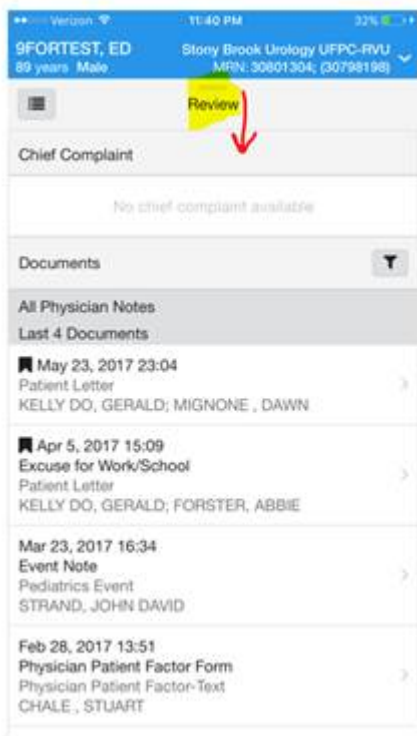 Verizon 11:40 PM 32%
9FORTEST, ED Stony Brook Urology UFPC-RVU
89 years Male MRN: 30801304; (30798198)
Review
Chief Complaint
No chief complaint available
Documents
All Physician Notes
Last 4 Documents
May 23, 2017 23:04
Patient Letter
KELLY DO, GERALD; MIGNONE , DAWN
Apr 5, 2017 15:09
Excuse for Work/School
Patient Letter
KELLY DO, GERALD; FORSTER, ABBIE
Mar 23, 2017 16:34
Event Note
Pediatrics Event
STRAND, JOHN DAVID
Feb 28, 2017 13:51
Physician Patient Factor Form
Physician Patient Factor-Text
CHALE , STUART